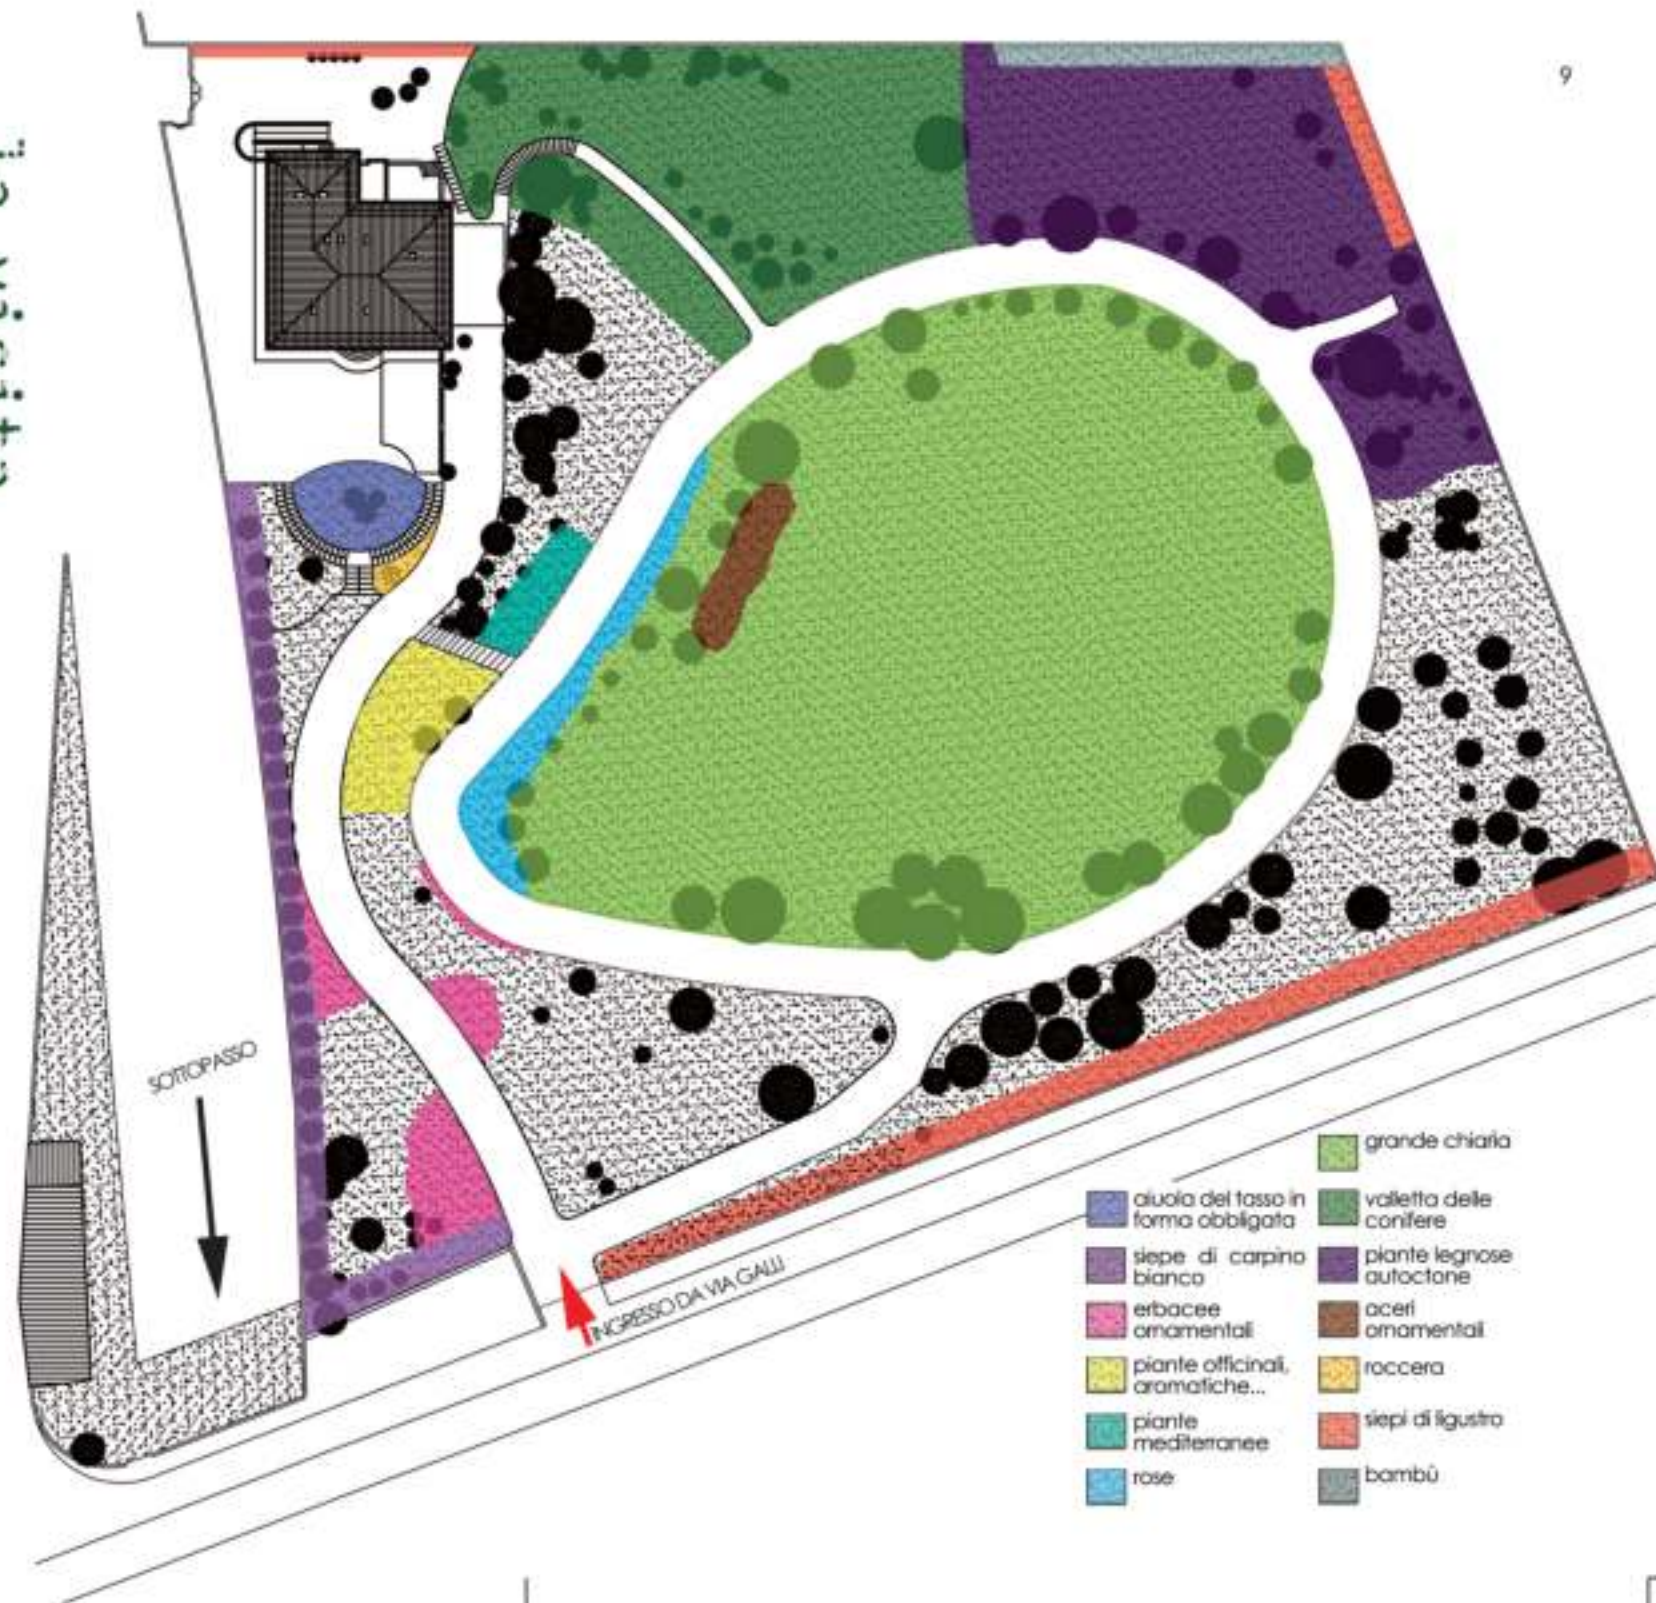 9
SOTTOPASSO
INGRESSO DA VIA GALLI
grande chiaria
aiuola del tasso in
forma obbligata
valletta delle
conifere
siepe di carpino
bianco
piante legnose
autoctone
erbacee
ornamentali
aceri
ornamentali
piante officinali,
aromatiche...
roccera
piante
mediterranee
siepi di ligustro
rose
bambù